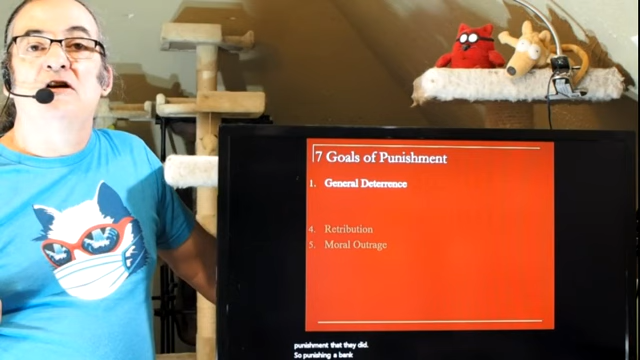 7 Goals of Punishment
1. General Deterrence
4. Retribution
5. Moral Outrage
punishment that they did.
So punishing a bank